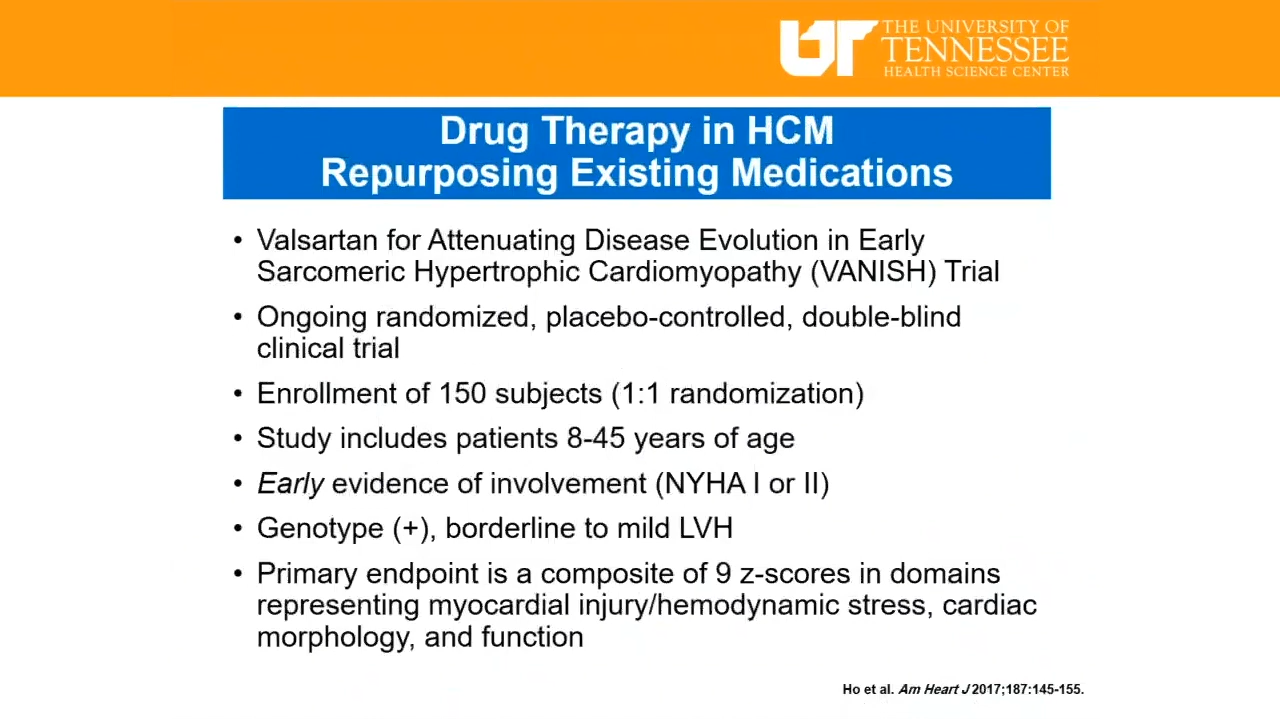 UT THE UNIVERSITY OF
TENNESSEE
HEALTH SCIENCE CENTER
Drug Therapy in HCM
Repurposing Existing Medications
• Valsartan for Attenuating Disease Evolution in Early
Sarcomeric Hypertrophic Cardiomyopathy (VANISH) Trial
• Ongoing randomized, placebo-controlled, double-blind
clinical trial
• Enrollment of 150 subjects (1:1 randomization)
• Study includes patients 8-45 years of age
• Early evidence of involvement (NYHA I or II)
• Genotype (+), borderline to mild LVH
• Primary endpoint is a composite of 9 z-scores in domains
representing myocardial injury/hemodynamic stress, cardiac
morphology, and function
Ho et al. Am Heart J 2017;187:145-155.